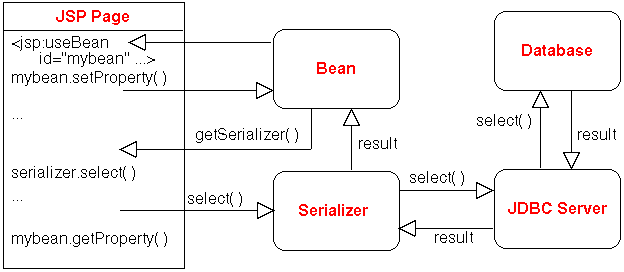 JSP Page
<jsp:useBean
id="mybean" ...>
mybean.setProperty( )
...
serializer.select( )
...
mybean.getProperty( )
Bean
getSerializer( )
result
select( )
Serializer
select( )
result
Database
select( )
result
JDBC Server